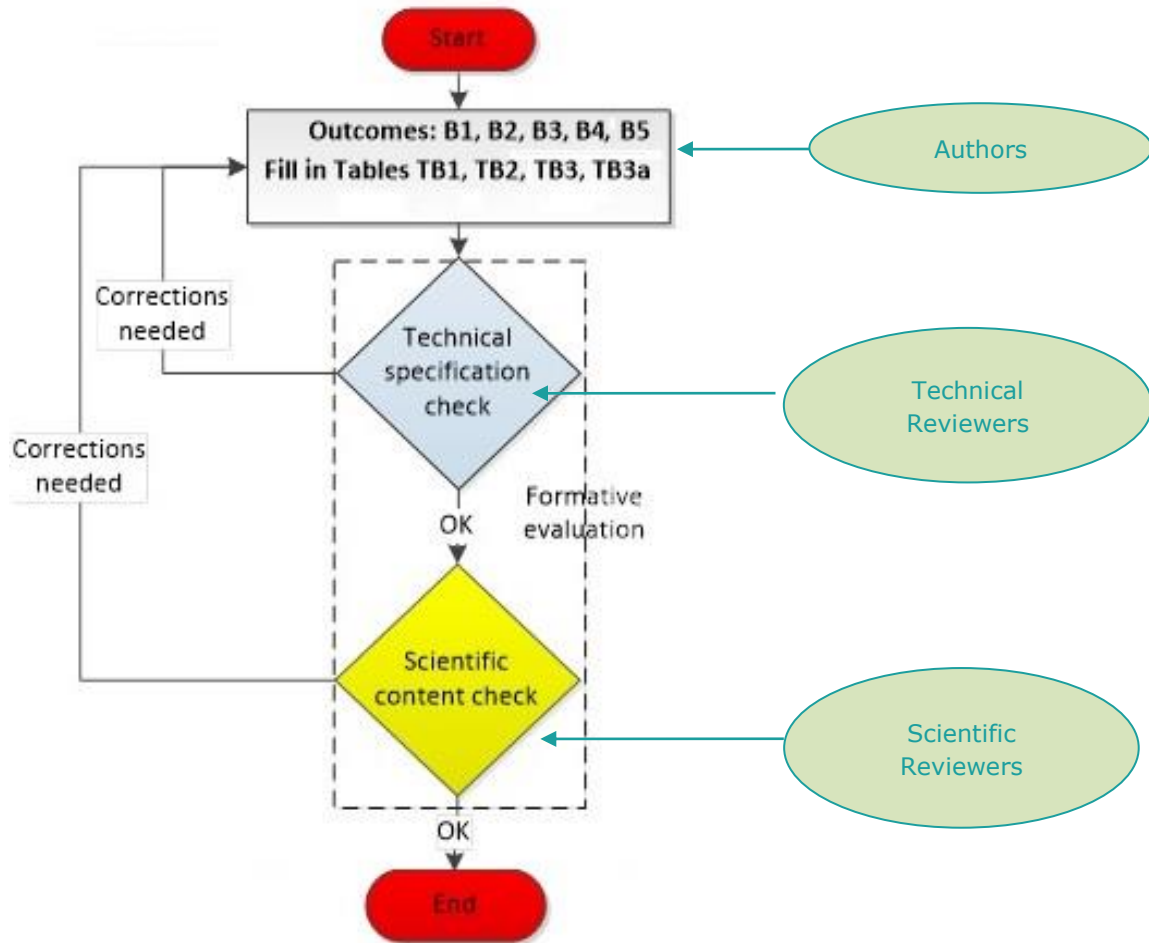 Start
Outcomes: B1, B2, B3, B4, B5
Fill in Tables TB1, TB2, TB3, TB3a
Authors
Corrections
needed
Technical
specification
check
Technical
Reviewers
Corrections
needed
OK
Formative
evaluation
Scientific
content check
Scientific
Reviewers
OK
End